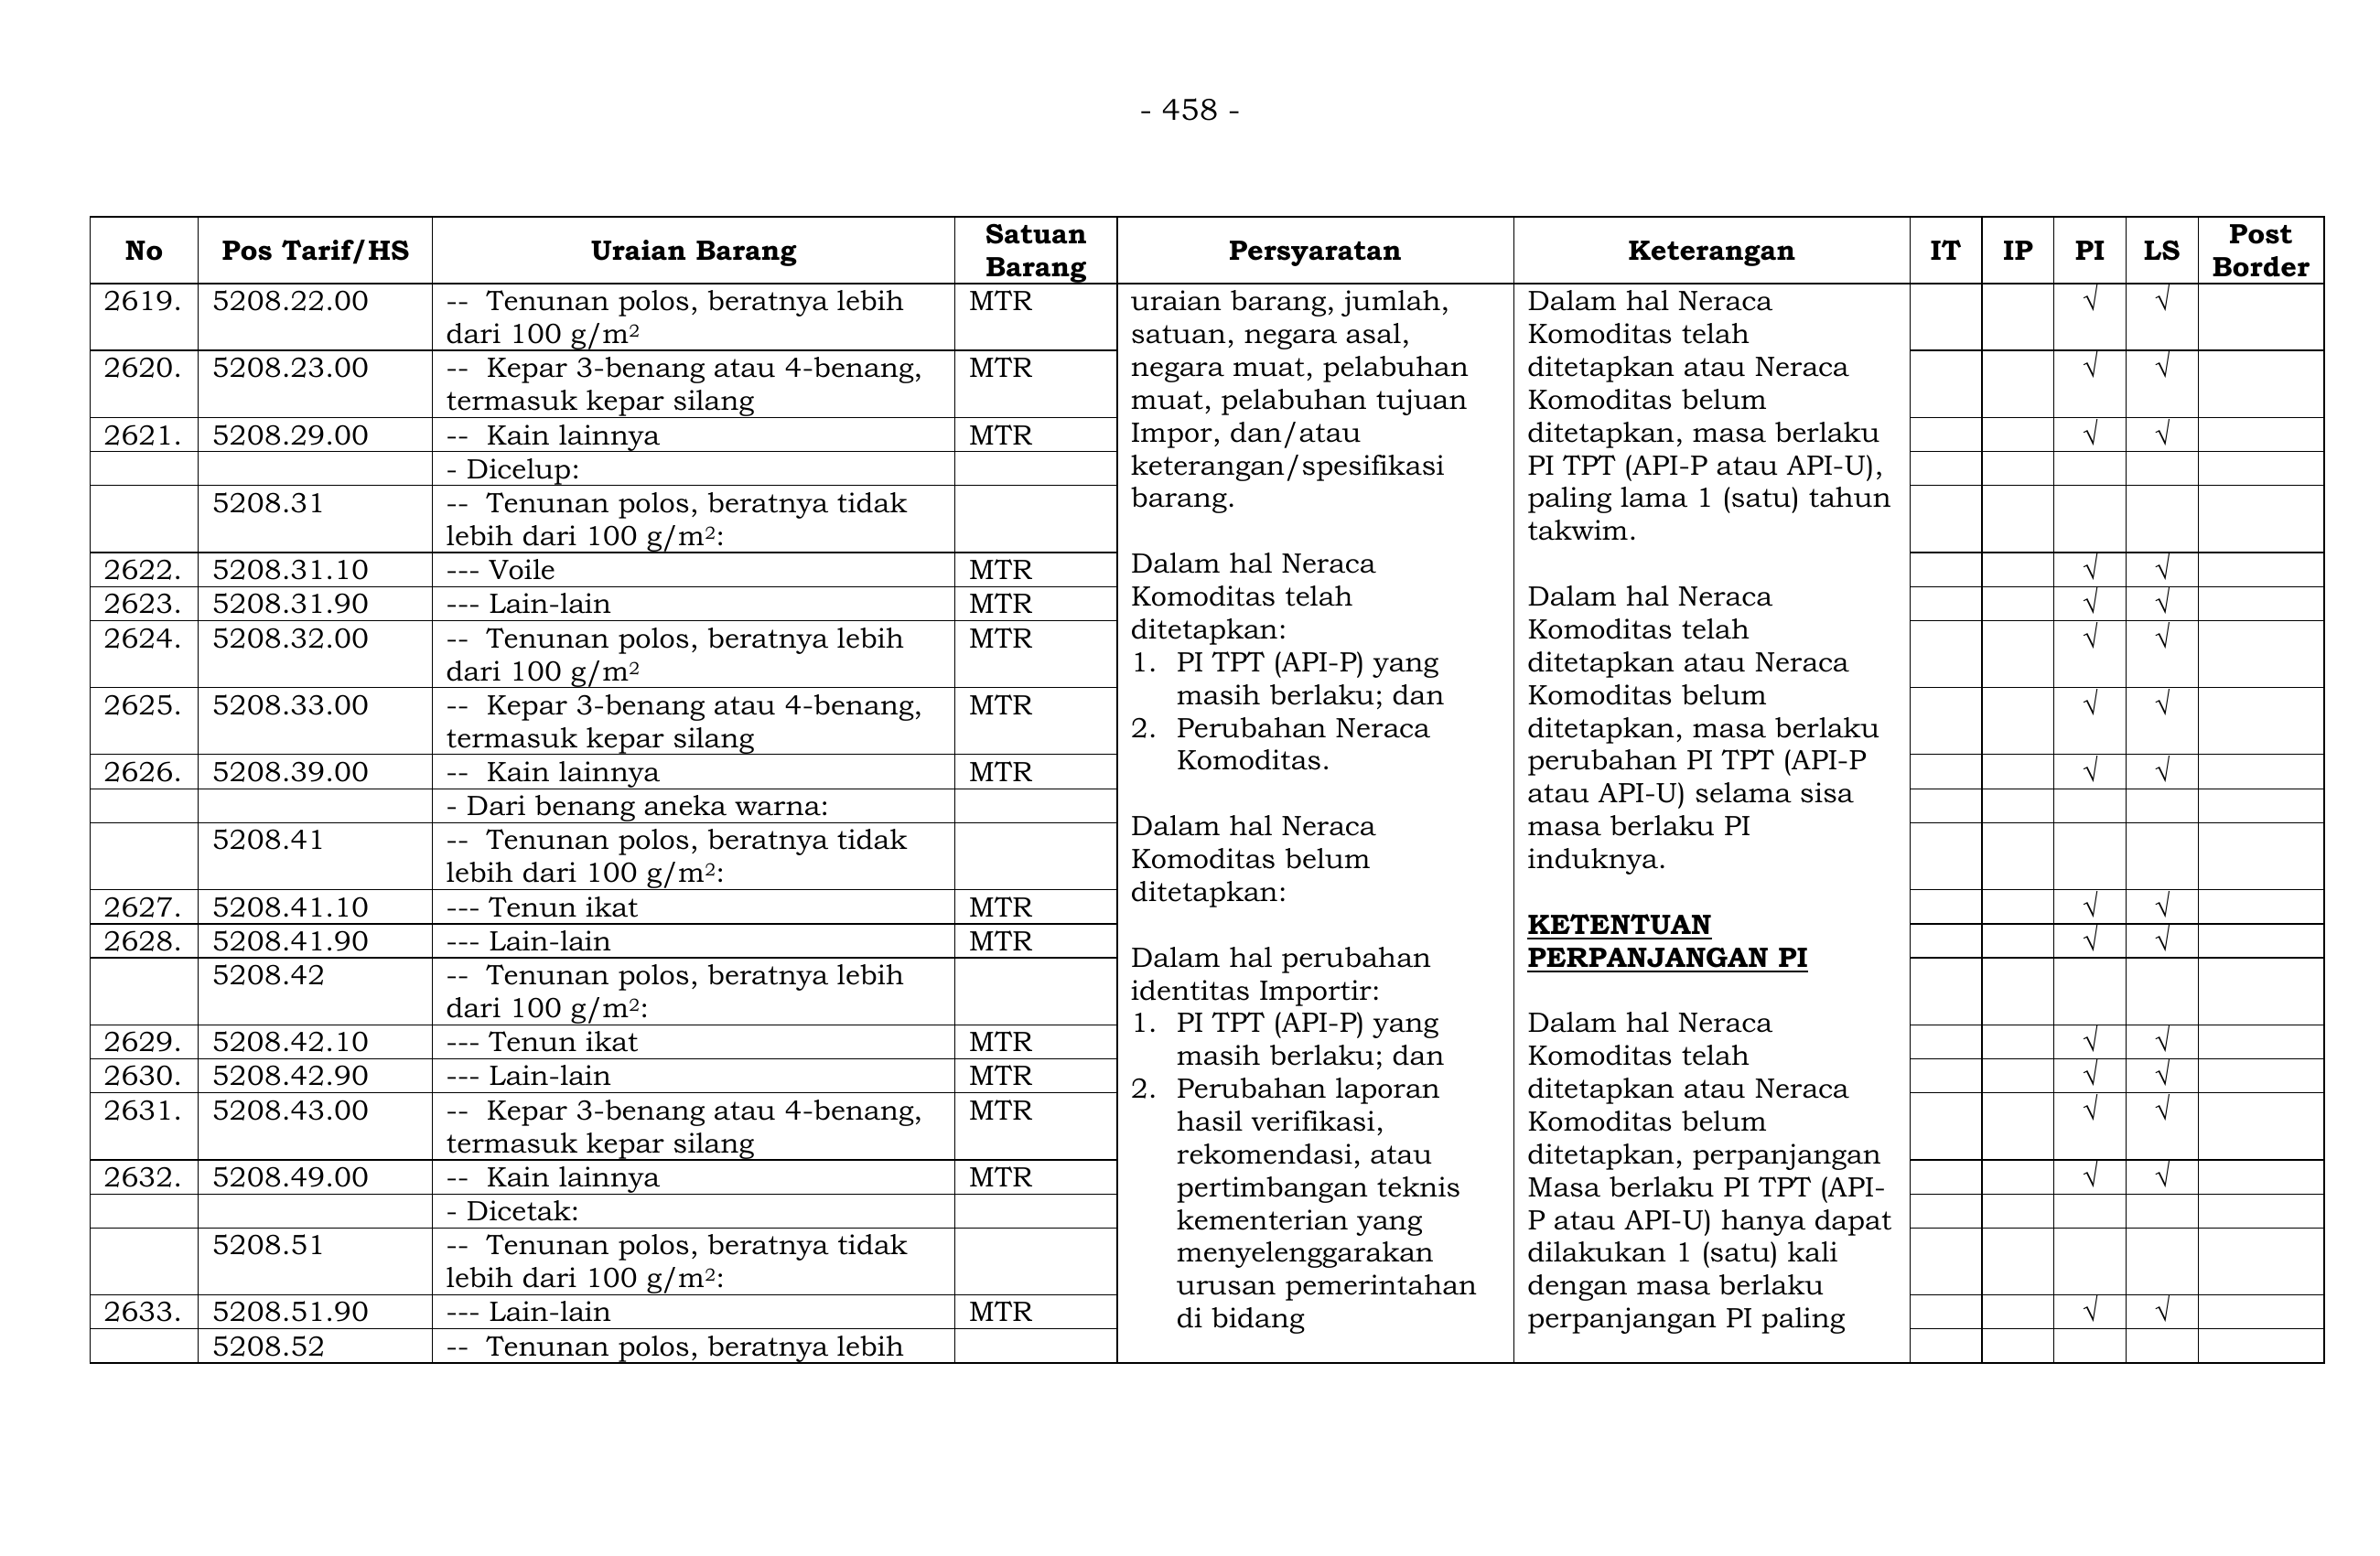 - 458 -
No Pos Tarif/HS Uraian Barang Satuan Barang Persyaratan Keterangan IT IP PI LS Post Border
2619. 5208.22.00 -- Tenunan polos, beratnya lebih MTR √ √
dari 100 g/m²
2620. 5208.23.00 -- Kepar 3-benang atau 4-benang, MTR √ √
termasuk kepar silang
2621. 5208.29.00 -- Kain lainnya MTR √ √
- Dicelup:
5208.31 -- Tenunan polos, beratnya tidak
lebih dari 100 g/m²:
2622. 5208.31.10 --- Voile MTR √ √
2623. 5208.31.90 --- Lain-lain MTR √ √
2624. 5208.32.00 -- Tenunan polos, beratnya lebih MTR √ √
dari 100 g/m²
2625. 5208.33.00 -- Kepar 3-benang atau 4-benang, MTR √ √
termasuk kepar silang
2626. 5208.39.00 -- Kain lainnya MTR √ √
- Dari benang aneka warna:
5208.41 -- Tenunan polos, beratnya tidak
lebih dari 100 g/m²:
2627. 5208.41.10 --- Tenun ikat MTR √ √
2628. 5208.41.90 --- Lain-lain MTR √ √
5208.42 -- Tenunan polos, beratnya lebih
dari 100 g/m²:
2629. 5208.42.10 --- Tenun ikat MTR √ √
2630. 5208.42.90 --- Lain-lain MTR √ √
2631. 5208.43.00 -- Kepar 3-benang atau 4-benang, MTR √ √
termasuk kepar silang
2632. 5208.49.00 -- Kain lainnya MTR √ √
- Dicetak:
5208.51 -- Tenunan polos, beratnya tidak
lebih dari 100 g/m²:
2633. 5208.51.90 --- Lain-lain MTR √ √
5208.52 -- Tenunan polos, beratnya lebih
uraian barang, jumlah,
satuan, negara asal,
negara muat, pelabuhan
muat, pelabuhan tujuan
Impor, dan/atau
keterangan/spesifikasi
barang.
Dalam hal Neraca
Komoditas telah
ditetapkan:
1. PI TPT (API-P) yang
masih berlaku; dan
2. Perubahan Neraca
Komoditas.
Dalam hal Neraca
Komoditas belum
ditetapkan:
Dalam hal perubahan
identitas Importir:
1. PI TPT (API-P) yang
masih berlaku; dan
2. Perubahan laporan
hasil verifikasi,
rekomendasi, atau
pertimbangan teknis
kementerian yang
menyelenggarakan
urusan pemerintahan
di bidang
Dalam hal Neraca
Komoditas telah
ditetapkan atau Neraca
Komoditas belum
ditetapkan, masa berlaku
PI TPT (API-P atau API-U),
paling lama 1 (satu) tahun
takwim.
Dalam hal Neraca
Komoditas telah
ditetapkan atau Neraca
Komoditas belum
ditetapkan, masa berlaku
perubahan PI TPT (API-P
atau API-U) selama sisa
masa berlaku PI
induknya.
KETENTUAN
PERPANJANGAN PI
Dalam hal Neraca
Komoditas telah
ditetapkan atau Neraca
Komoditas belum
ditetapkan, perpanjangan
Masa berlaku PI TPT (API-
P atau API-U) hanya dapat
dilakukan 1 (satu) kali
dengan masa berlaku
perpanjangan PI paling